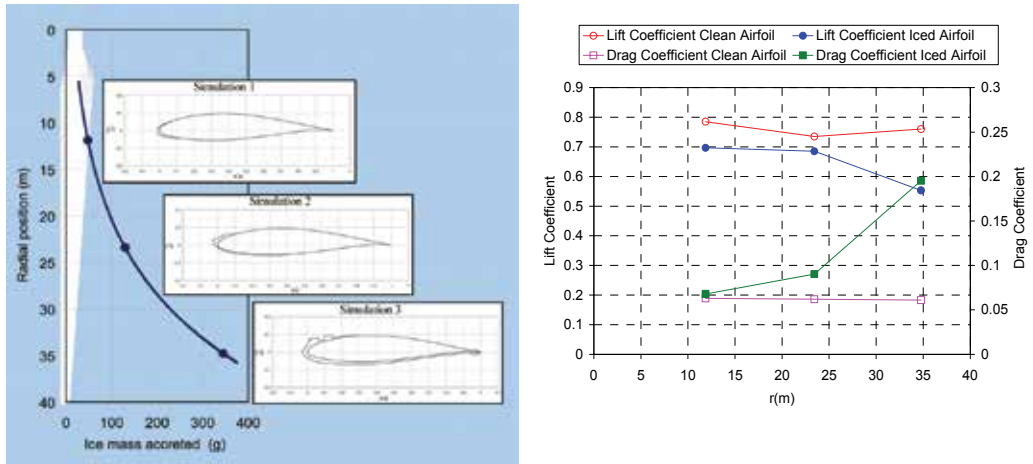 0
5
10
15
20
25
30
35
40
Radial position (m)
Simulation 1
Simulation 2
Simulation 3
0 100 200 300 400
Ice mass accreted (g)
Lift Coefficient Clean Airfoil Lift Coefficient Iced Airfoil
Drag Coefficient Clean Airfoil Drag Coefficient Iced Airfoil
0.9
0.8
0.7
0.6
0.5
0.4
0.3
0.2
0.1
0
Lift Coefficient
0.3
0.25
0.2
0.15
0.1
0.05
0
Drag Coefficient
0 5 10 15 20 25 30 35 40
r(m)